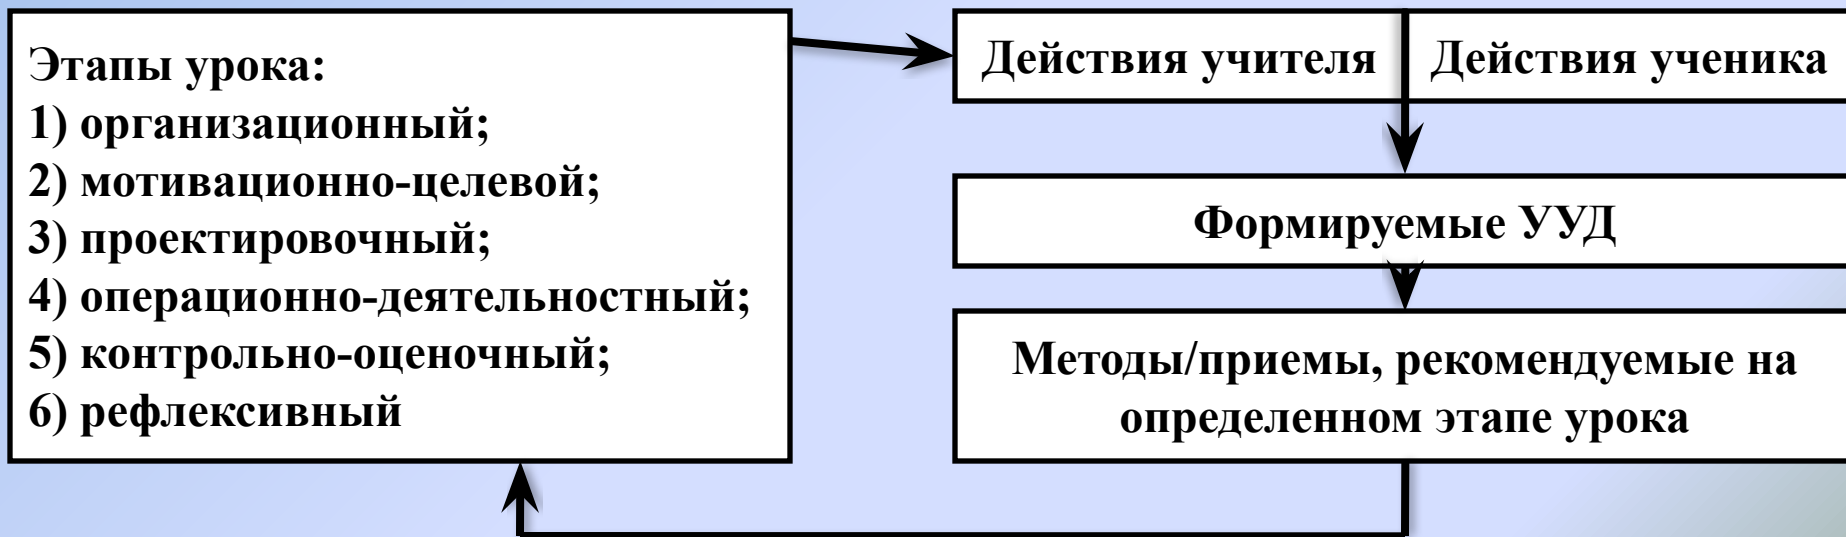 Этапы урока:
1) организационный;
2) мотивационно-целевой;
3) проектировочный;
4) операционно-деятельностный;
5) контрольно-оценочный;
6) рефлексивный
Действия учителя
Действия ученика
Формируемые УУД
Методы/приемы, рекомендуемые на
определенном этапе урока